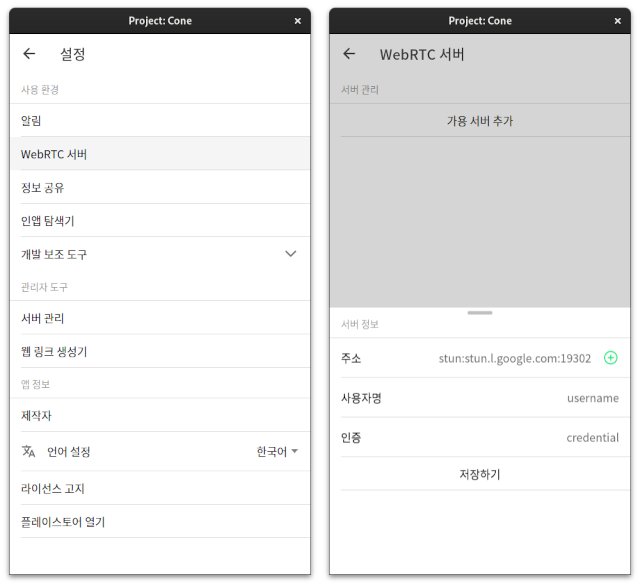 Project: Cone
설정
사용 환경
알림
WebRTC 서버
정보 공유
인앱 탐색기
개발 보조 도구
관리자 도구
서버 관리
웹 링크 생성기
앱 정보
제작자
언어 설정 한국어
라이선스 고지
플레이스토어 열기
Project: Cone
WebRTC 서버
서버 관리
가용 서버 추가
서버 정보
주소 stun:stun.l.google.com:19302
사용자명 username
인증 credential
저장하기